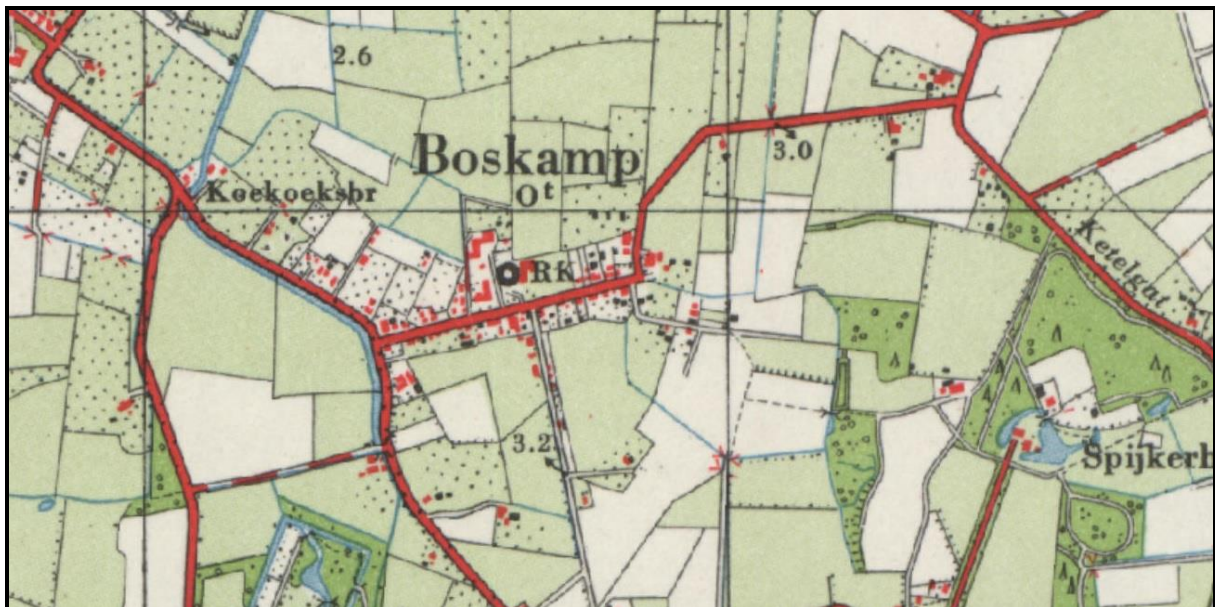 2.6
Boskamp
3.0
Koekoeksbr
Ot
Ketelgat
RK
3.2
Spijkerb